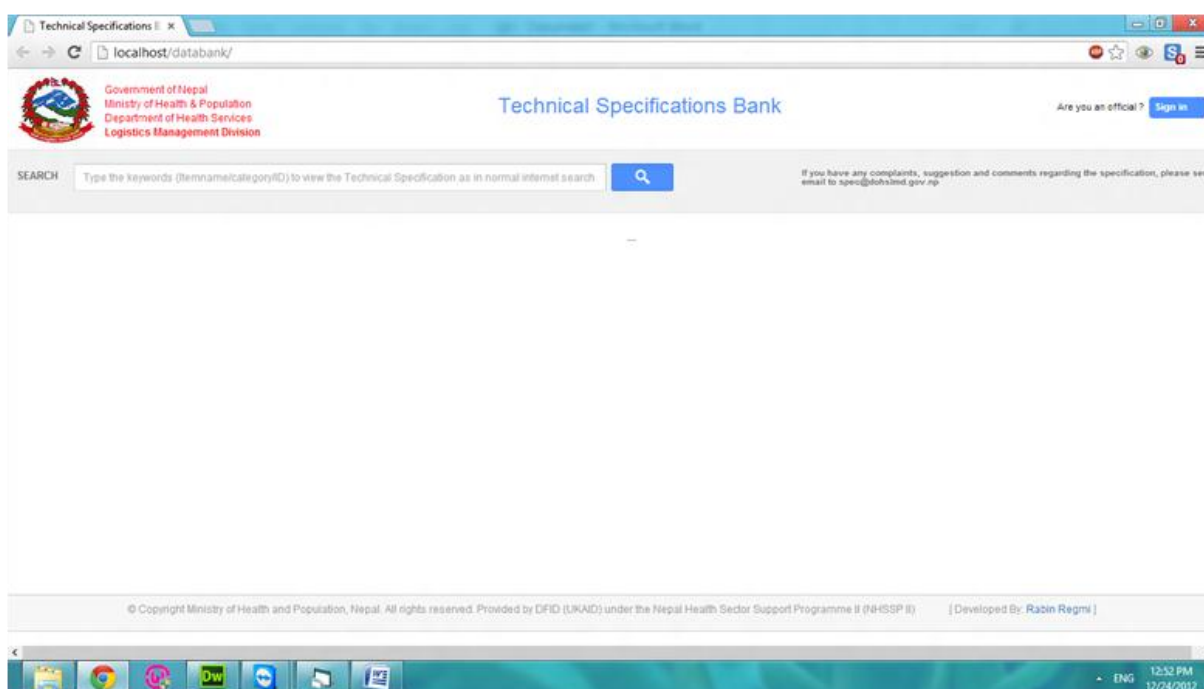 Technical Specifications
localhost/databank/
Government of Nepal
Ministry of Health & Population
Department of Health Services
Logistics Management Division
Technical Specifications Bank
Are you an official ? Sign in
SEARCH
Type the keywords (Itemname/category/ID) to view the Technical Specification as in normal internet search
If you have any complaints, suggestion and comments regarding the specification, please se
email to spec@dohslmd.gov.np
© Copyright Ministry of Health and Population, Nepal. All rights reserved. Provided by DFID (UKAID) under the Nepal Health Sector Support Programme II (NHSSP II) [ Developed By: Rabin Regmi ]
Dw
ENG
12:52 PM
12/24/2012